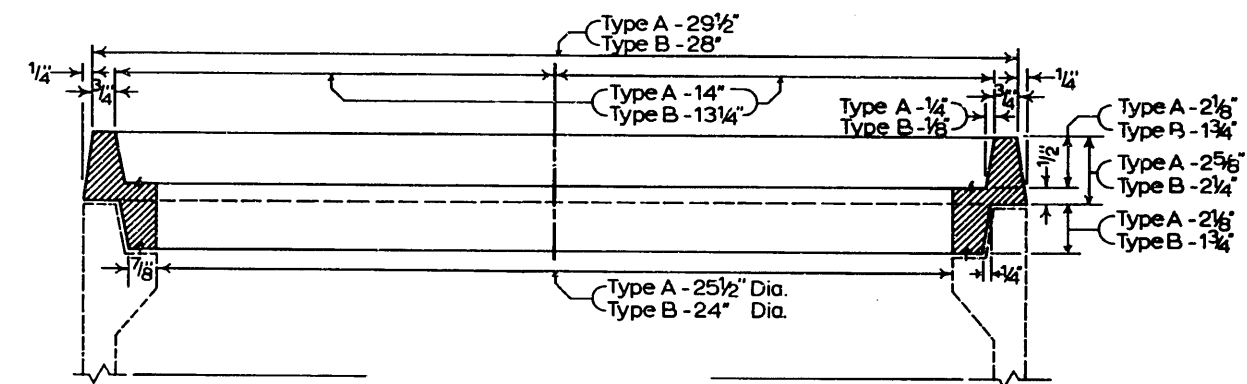 Type A - 29½"
Type B - 28"
¼"
¾"
Type A - 14"
Type B - 13¼"
Type A - ¼"
Type B - ⅛"
¾"
¼"
Type A - 2⅛"
Type B - 1¾"
½"
Type A - 2⅝"
Type B - 2¼"
Type A - 2⅛"
Type B - 1¾"
⅞"
Type A - 25½" Dia.
Type B - 24" Dia.
¼"